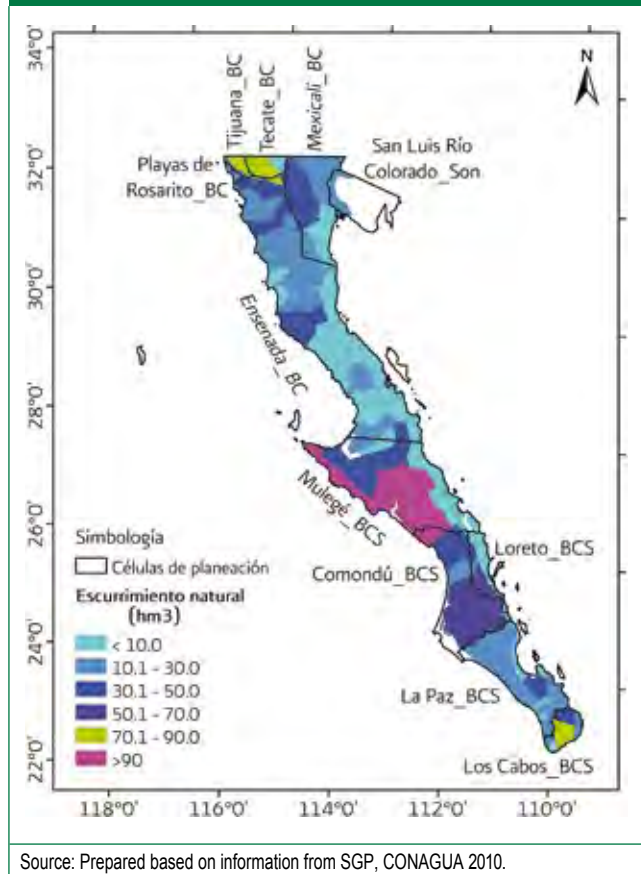 34°0'
32°0'
30°0'
28°0'
26°0'
24°0'
22°0'
Tijuana_BC
Tecate_BC
Mexicali_BC
N
San Luis Río
Colorado_Son
Playas de
Rosarito_BC
Ensenada_BC
Mulegé_BCS
Loreto_BCS
Comondú_BCS
La Paz_BCS
Los Cabos_BCS
Simbología
Células de planeación
Escurrimiento natural
(hm3)
< 10.0
10.1 - 30.0
30.1 - 50.0
50.1 - 70.0
70.1 - 90.0
>90
118°0'
116°0'
114°0'
112°0'
110°0'
Source: Prepared based on information from SGP, CONAGUA 2010.